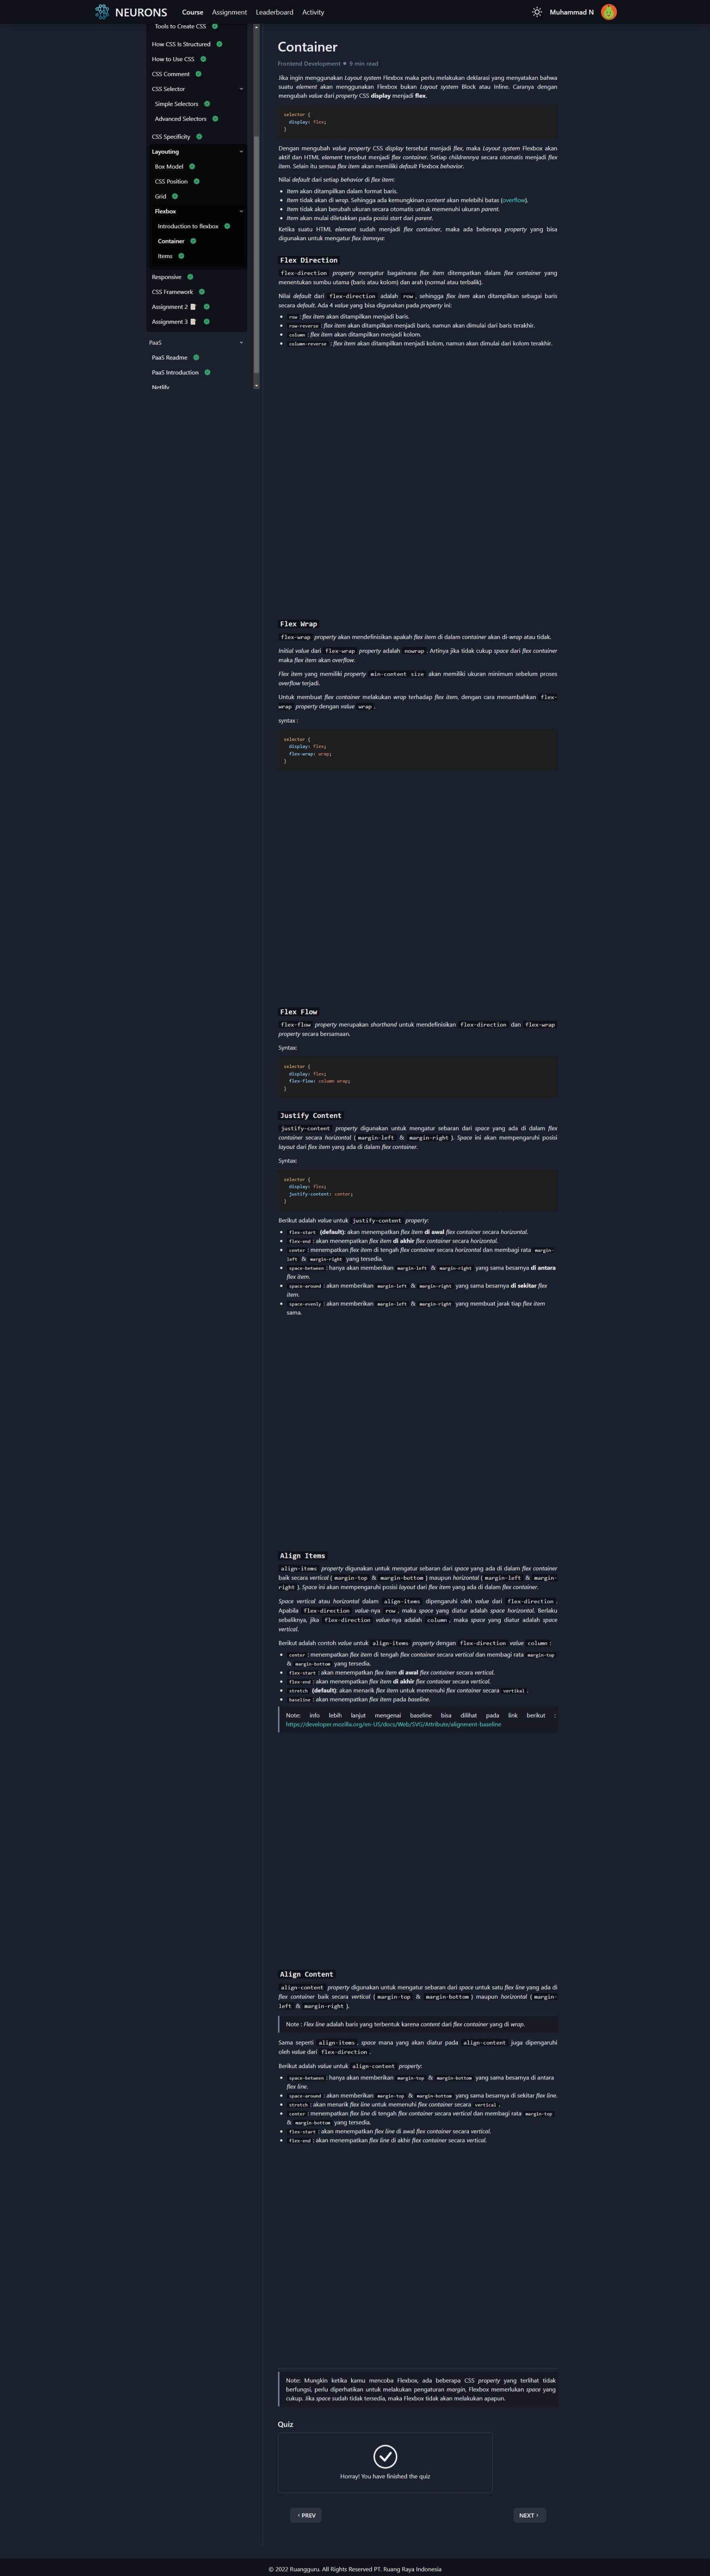 NEURONS
Course Assignment Leaderboard Activity
Muhammad N
Tools to Create CSS
How CSS Is Structured
How to Use CSS
CSS Comment
CSS Selector
Simple Selectors
Advanced Selectors
CSS Specificity
Layouting
Box Model
CSS Position
Grid
Flexbox
Introduction to flexbox
Container
Items
Responsive
CSS Framework
Assignment 2
Assignment 3
PaaS
PaaS Readme
PaaS Introduction
Netlify
Container
Frontend Development 9 min read
Jika ingin menggunakan Layout system Flexbox maka perlu melakukan deklarasi yang menyatakan bahwa
suatu element akan menggunakan Flexbox bukan Layout system Block atau Inline. Caranya dengan
mengubah value dari property CSS display menjadi flex.
selector {
display: flex;
}
Dengan mengubah value property CSS display tersebut menjadi flex, maka Layout system Flexbox akan
aktif dan HTML element tersebut menjadi flex container. Setiap childrennya secara otomatis menjadi flex
item. Selain itu semua flex item akan memiliki default Flexbox behavior.
Nilai default dari setiap behavior di flex item:
• Item akan ditampilkan dalam format baris.
• Item tidak akan di wrap. Sehingga ada kemungkinan content akan melebihi batas (overflow).
• Item tidak akan berubah ukuran secara otomatis untuk memenuhi ukuran parent.
• Item akan mulai diletakkan pada posisi start dari parent.
Ketika suatu HTML element sudah menjadi flex container, maka ada beberapa property yang bisa
digunakan untuk mengatur flex itemnya:
Flex Direction
flex-direction property mengatur bagaimana flex item ditempatkan dalam flex container yang
menentukan sumbu utama (baris atau kolom) dan arah (normal atau terbalik).
Nilai default dari flex-direction adalah row, sehingga flex item akan ditampilkan sebagai baris
secara default. Ada 4 value yang bisa digunakan pada property ini:
• row : flex item akan ditampilkan menjadi baris.
• row-reverse : flex item akan ditampilkan menjadi baris, namun akan dimulai dari baris terakhir.
• column : flex item akan ditampilkan menjadi kolom.
• column-reverse : flex item akan ditampilkan menjadi kolom, namun akan dimulai dari kolom terakhir.
Flex Wrap
flex-wrap property akan mendefinisikan apakah flex item di dalam container akan di-wrap atau tidak.
Initial value dari flex-wrap property adalah nowrap. Artinya jika tidak cukup space dari flex container
maka flex item akan overflow.
Flex item yang memiliki property min-content size akan memiliki ukuran minimum sebelum proses
overflow terjadi.
Untuk membuat flex container melakukan wrap terhadap flex item, dengan cara menambahkan flex-
wrap property dengan value wrap.
syntax :
selector {
display: flex;
flex-wrap: wrap;
}
Flex Flow
flex-flow property merupakan shorthand untuk mendefinisikan flex-direction dan flex-wrap
property secara bersamaan.
Syntax:
selector {
display: flex;
flex-flow: column wrap;
}
Justify Content
justify-content property digunakan untuk mengatur sebaran dari space yang ada di dalam flex
container secara horizontal ( margin-left & margin-right ). Space ini akan mempengaruhi posisi
layout dari flex item yang ada di dalam flex container.
Syntax:
selector {
display: flex;
justify-content: center;
}
Berikut adalah value untuk justify-content property:
• flex-start (default): akan menempatkan flex item di awal flex container secara horizontal.
• flex-end : akan menempatkan flex item di akhir flex container secara horizontal.
• center : menempatkan flex item di tengah flex container secara horizontal dan membagi rata margin-
left & margin-right yang tersedia.
• space-between : hanya akan memberikan margin-left & margin-right yang sama besarnya di antara
flex item.
• space-around : akan memberikan margin-left & margin-right yang sama besarnya di sekitar flex
item.
• space-evenly : akan memberikan margin-left & margin-right yang membuat jarak tiap flex item
sama.
Align Items
align-items property digunakan untuk mengatur sebaran dari space yang ada di dalam flex container
baik secara vertical ( margin-top & margin-bottom ) maupun horizontal ( margin-left & margin-
right ). Space ini akan mempengaruhi posisi layout dari flex item yang ada di dalam flex container.
Space vertical atau horizontal dalam align-items dipengaruhi oleh value dari flex-direction.
Apabila flex-direction value-nya row, maka space yang diatur adalah space horizontal. Berlaku
sebaliknya, jika flex-direction value-nya adalah column, maka space yang diatur adalah space
vertical.
Berikut adalah contoh value untuk align-items property dengan flex-direction value column :
• center : menempatkan flex item di tengah flex container secara vertical dan membagi rata margin-top
& margin-bottom yang tersedia.
• flex-start : akan menempatkan flex item di awal flex container secara vertical.
• flex-end : akan menempatkan flex item di akhir flex container secara vertical.
• stretch (default): akan menarik flex item untuk memenuhi flex container secara vertikal.
• baseline : akan menempatkan flex item pada baseline.
Note: info lebih lanjut mengenai baseline bisa dilihat pada link berikut :
https://developer.mozilla.org/en-US/docs/Web/SVG/Attribute/alignment-baseline
Align Content
align-content property digunakan untuk mengatur sebaran dari space untuk satu flex line yang ada di
flex container baik secara vertical ( margin-top & margin-bottom ) maupun horizontal ( margin-
left & margin-right ).
Note : Flex line adalah baris yang terbentuk karena content dari flex container yang di wrap.
Sama seperti align-items, space mana yang akan diatur pada align-content juga dipengaruhi
oleh value dari flex-direction.
Berikut adalah value untuk align-content property:
• space-between : hanya akan memberikan margin-top & margin-bottom yang sama besarnya di antara
flex line.
• space-around : akan memberikan margin-top & margin-bottom yang sama besarnya di sekitar flex line.
• stretch : akan menarik flex line untuk memenuhi flex container secara vertical.
• center : menempatkan flex line di tengah flex container secara vertical dan membagi rata margin-top
& margin-bottom yang tersedia.
• flex-start : akan menempatkan flex line di awal flex container secara vertical.
• flex-end : akan menempatkan flex line di akhir flex container secara vertical.
Note: Mungkin ketika kamu mencoba Flexbox, ada beberapa CSS property yang terlihat tidak
berfungsi, perlu diperhatikan untuk melakukan pengaturan margin, Flexbox memerlukan space yang
cukup. Jika space sudah tidak tersedia, maka Flexbox tidak akan melakukan apapun.
Quiz
Horray! You have finished the quiz
‹ PREV
NEXT ›
© 2022 Ruangguru. All Rights Reserved PT. Ruang Raya Indonesia